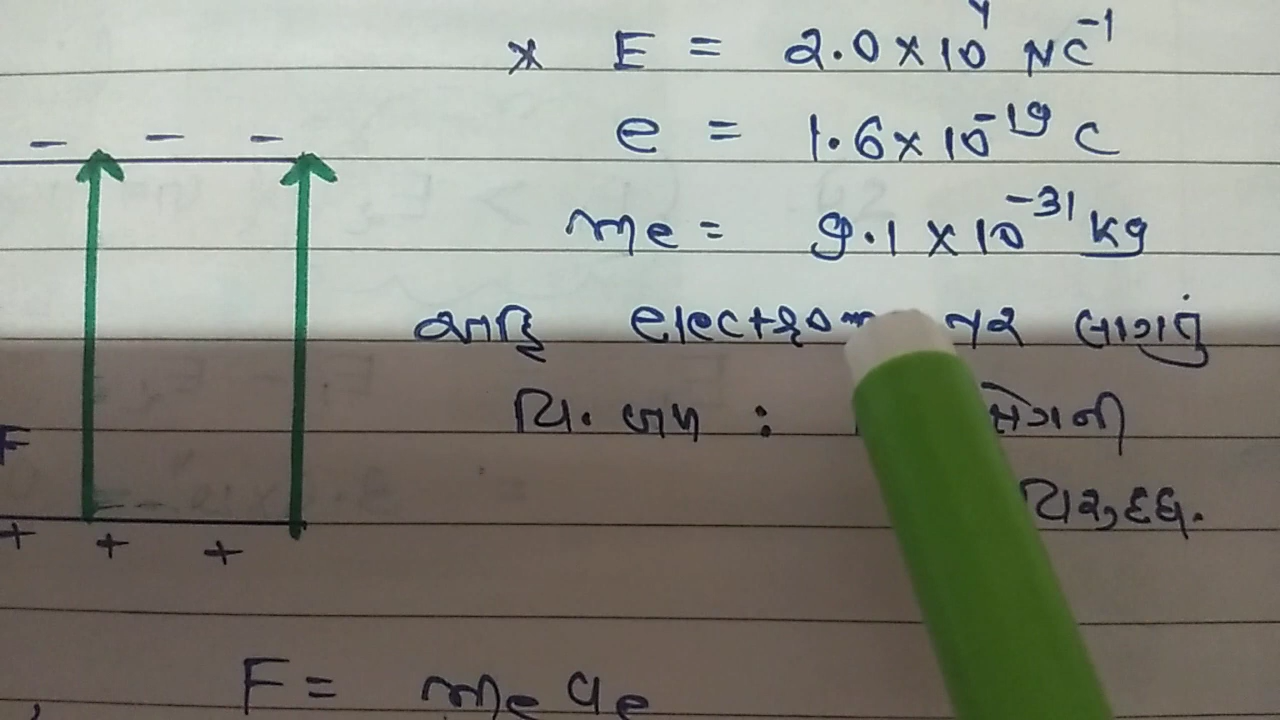 * E = 2.0 × 10⁴ NC⁻¹
e = 1.6 × 10⁻¹⁹ C
me = 9.1 × 10⁻³¹ kg
− − −
અહિ electron પર લાગતું
વિ. બળ :
વિરુદ્ધ.
F
+ + +
F = me ae